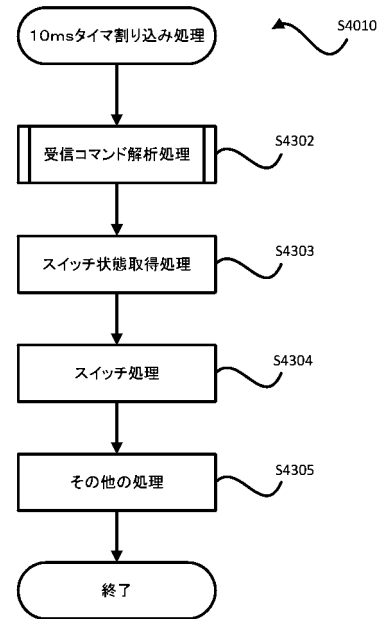 10msタイマ割り込み処理
S4010
受信コマンド解析処理
S4302
スイッチ状態取得処理
S4303
スイッチ処理
S4304
その他の処理
S4305
終了